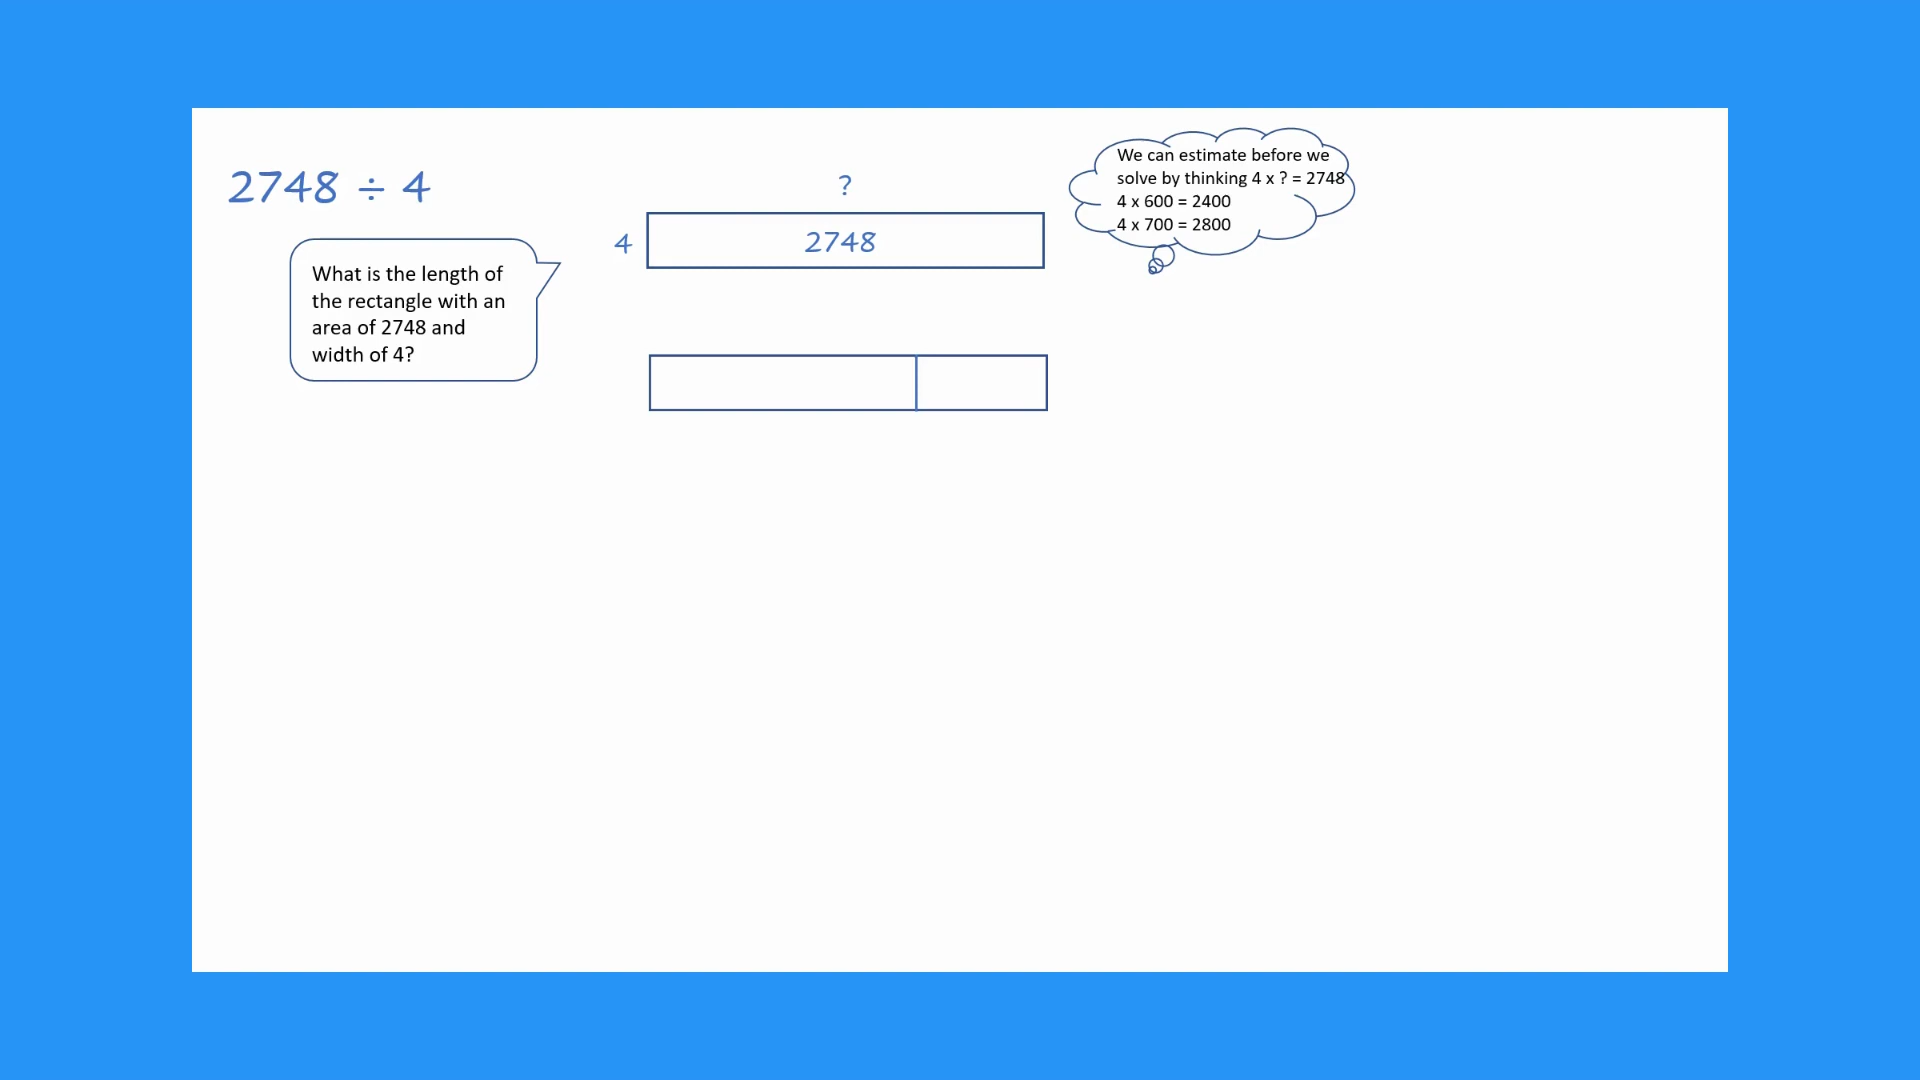 2748 ÷ 4
What is the length of
the rectangle with an
area of 2748 and
width of 4?
?
4
2748
We can estimate before we
solve by thinking 4 x ? = 2748
4 x 600 = 2400
4 x 700 = 2800